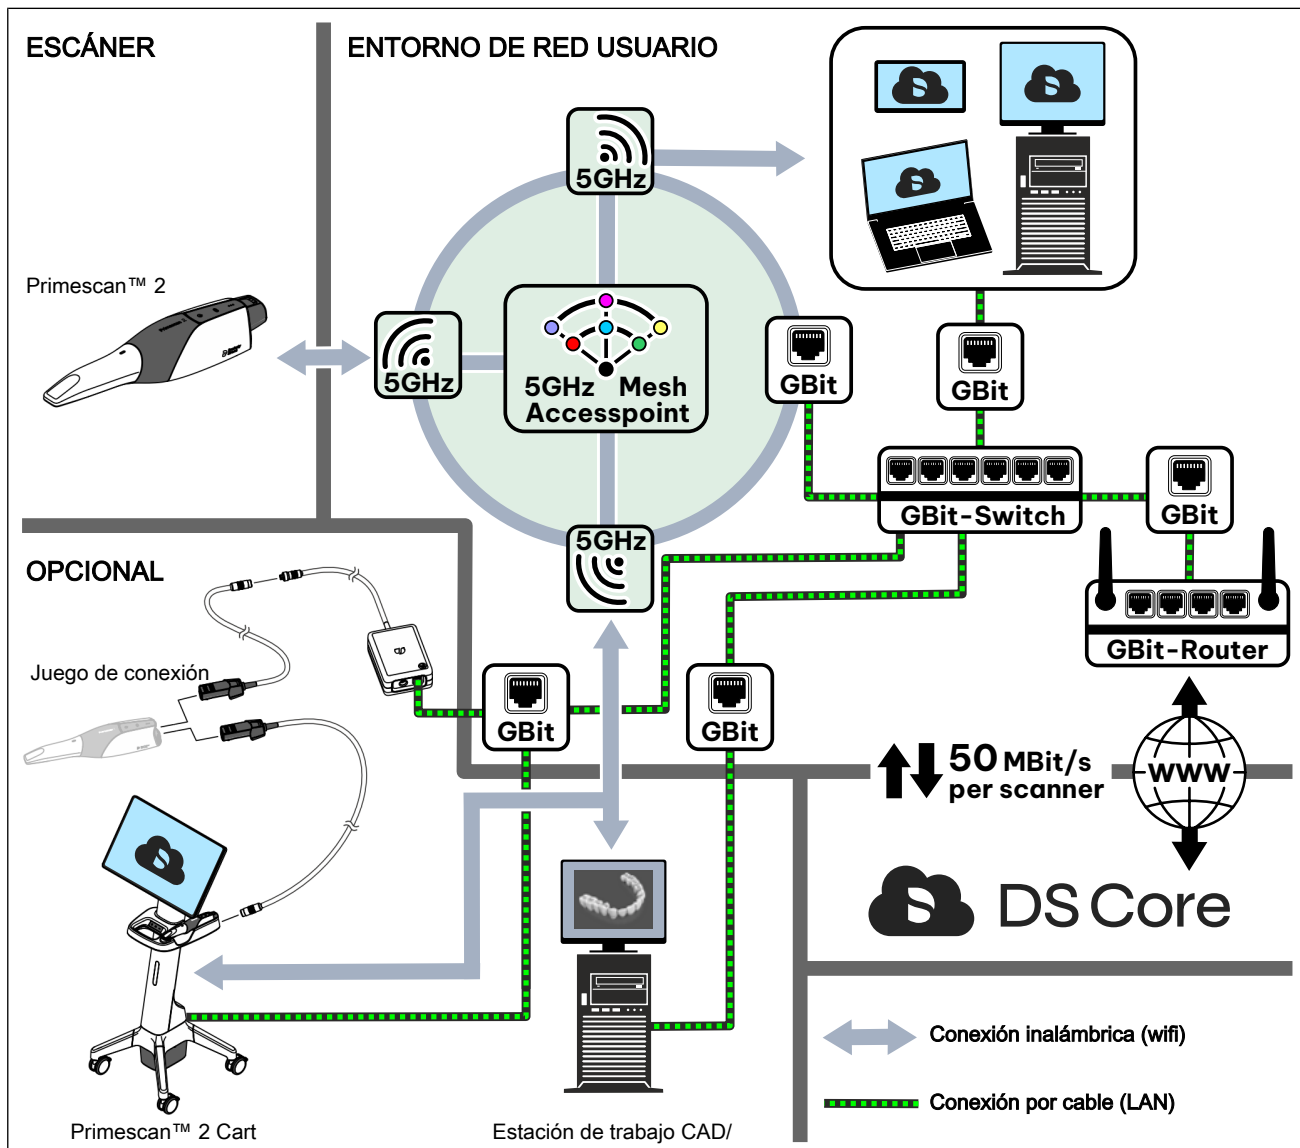 ESCÁNER
ENTORNO DE RED USUARIO
5GHz
Primescan™ 2
5GHz
5GHz Mesh
Accesspoint
GBit
GBit
GBit-Switch
GBit
5GHz
OPCIONAL
GBit-Router
Juego de conexión
GBit
GBit
50 MBit/s
per scanner
WWW
DS Core
Conexión inalámbrica (wifi)
Conexión por cable (LAN)
Primescan™ 2 Cart
Estación de trabajo CAD/